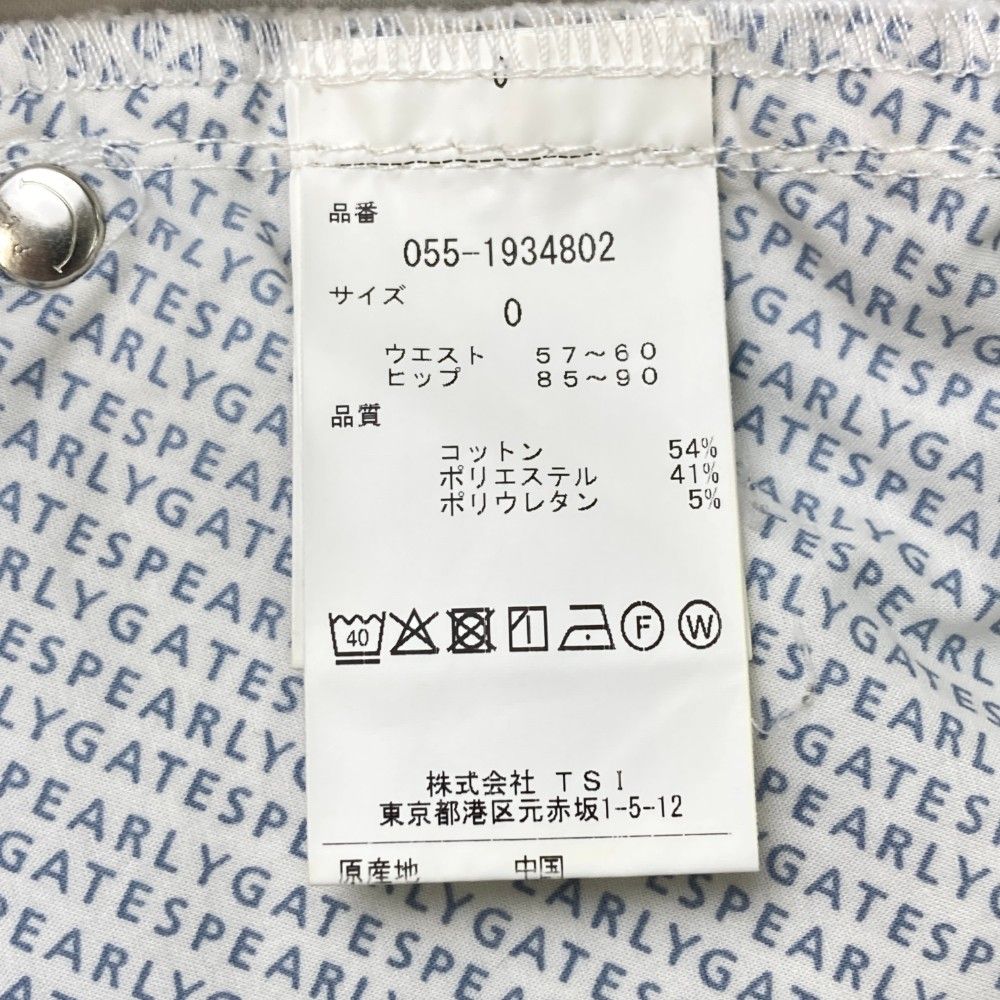 品番
055-1934802
サイズ
0
ウエスト 57～60
ヒップ 85～90
品質
コットン 54%
ポリエステル 41%
ポリウレタン 5%
40
F
W
株式会社 TSI
東京都港区元赤坂1-5-12
原産地 中国
PEARLYGATES